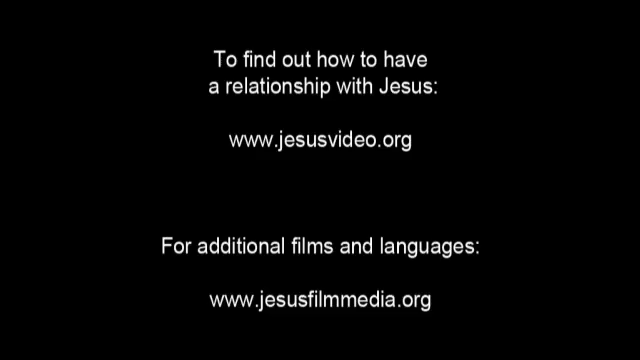 To find out how to have
a relationship with Jesus:
www.jesusvideo.org
For additional films and languages:
www.jesusfilmmedia.org